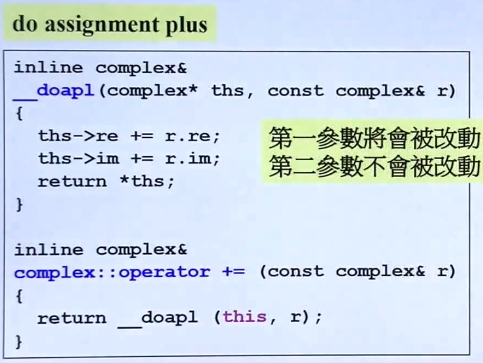 do assignment plus
inline complex&
__doapl(complex* ths, const complex& r)
{
  ths->re += r.re;
  ths->im += r.im;
  return *ths;
}
第一參數將會被改動
第二參數不會被改動
inline complex&
complex::operator += (const complex& r)
{
  return __doapl (this, r);
}